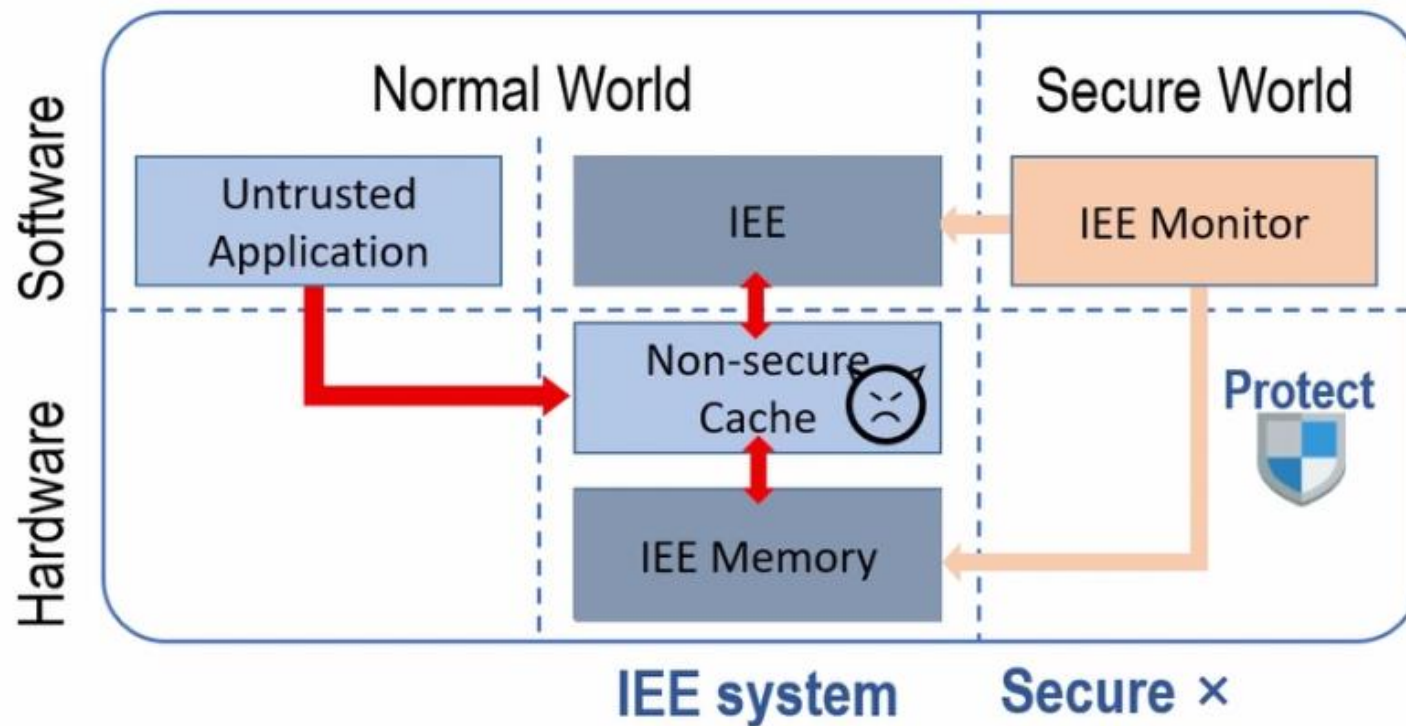 Normal World
Secure World
Software
Untrusted
Application
IEE
IEE Monitor
Hardware
Non-secure
Cache
Protect
IEE Memory
IEE system
Secure ×